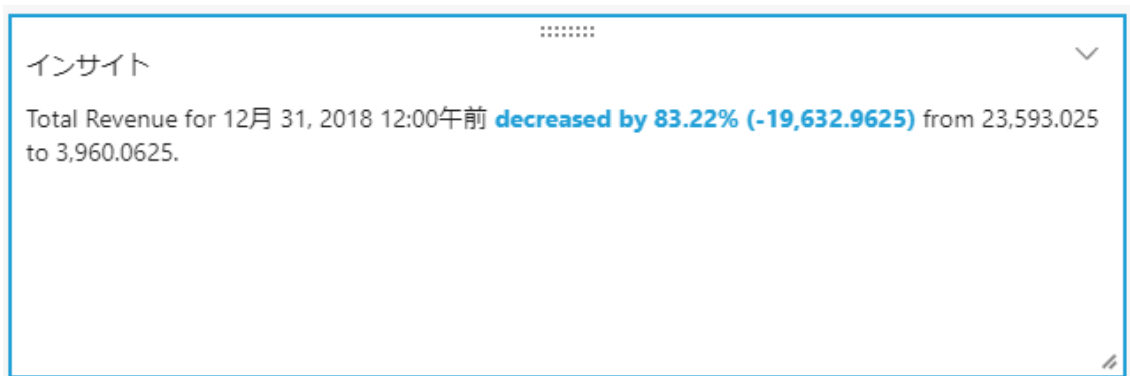 インサイト
Total Revenue for 12月 31, 2018 12:00午前 decreased by 83.22% (-19,632.9625) from 23,593.025
to 3,960.0625.